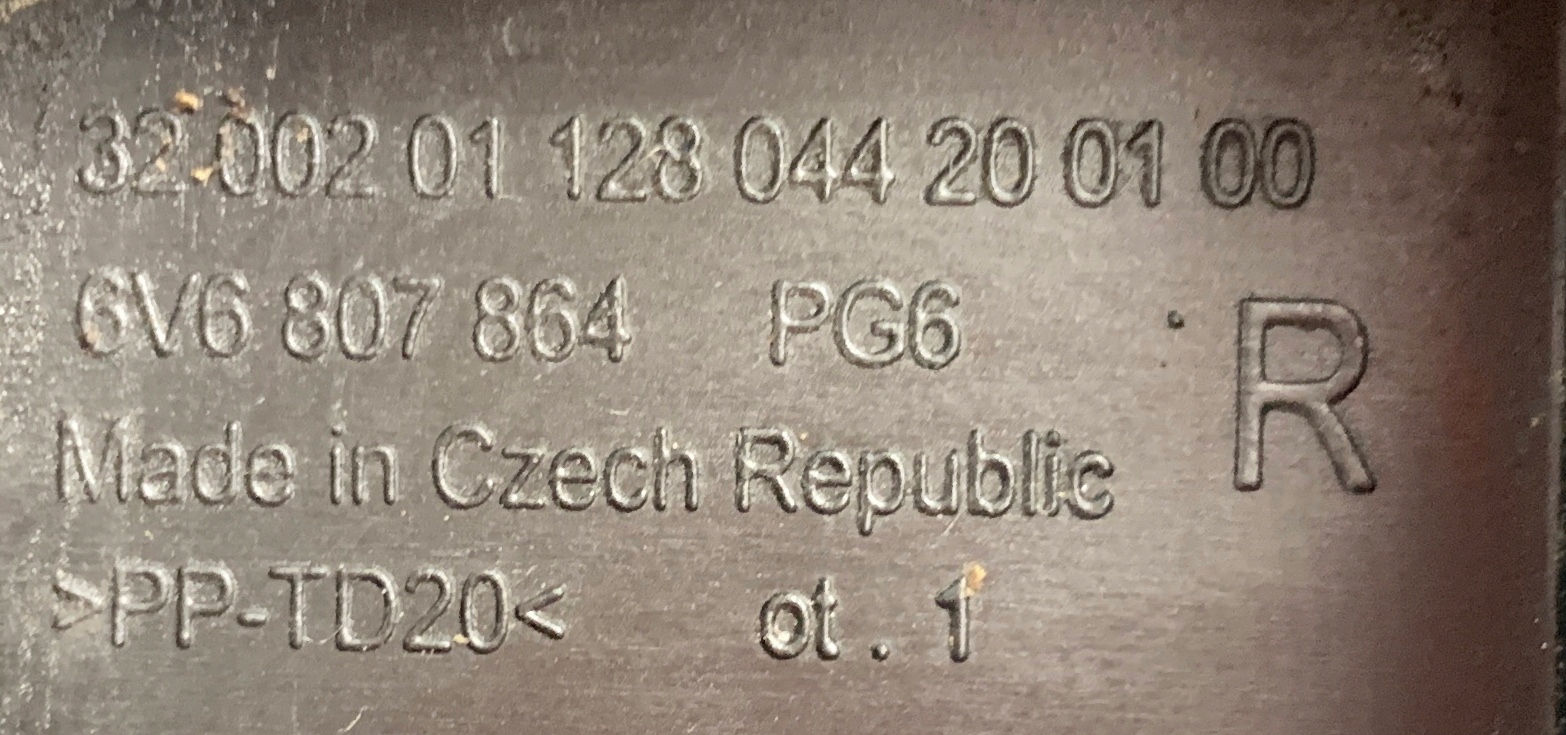 32 002 01 128 044 20 01 00
6V6 807 864 PG6
R
Made in Czech Republic
>PP-TD20< ot . 1